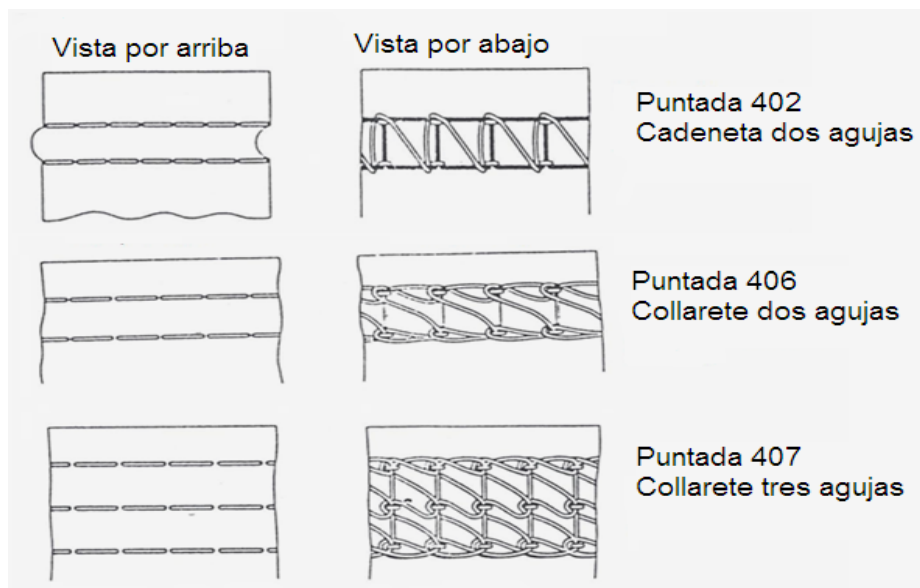 Vista por arriba
Vista por abajo
Puntada 402
Cadeneta dos agujas
Puntada 406
Collarete dos agujas
Puntada 407
Collarete tres agujas